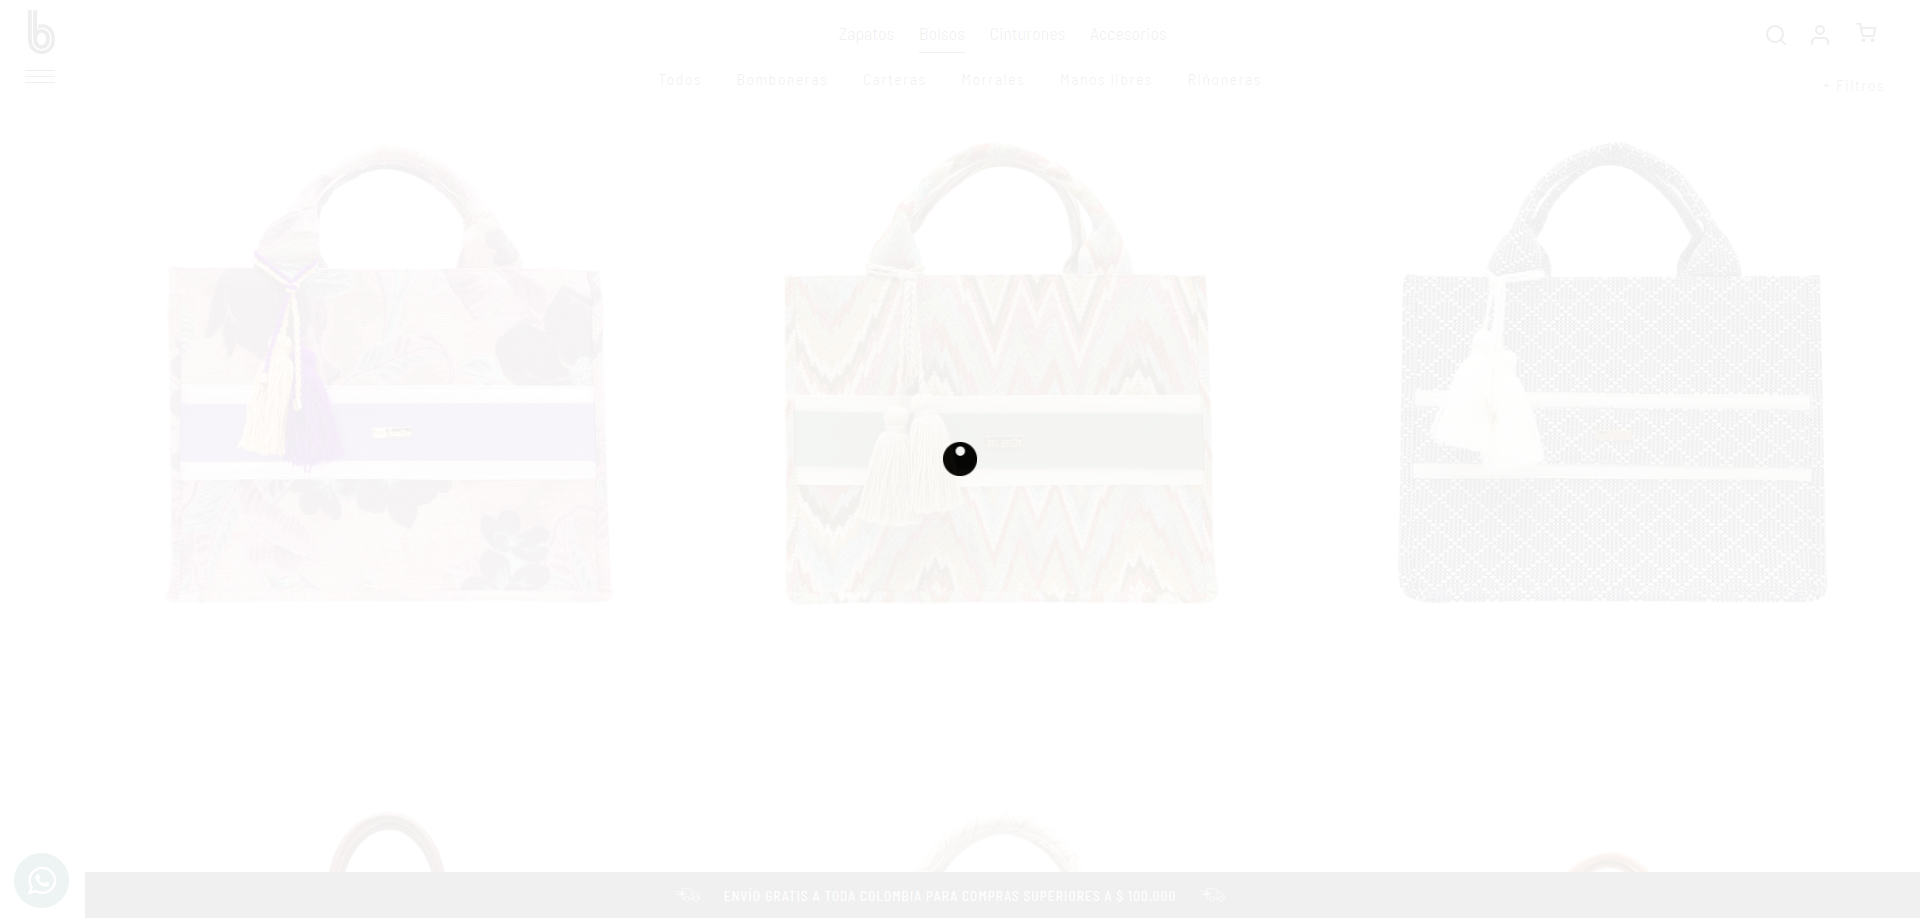 b
Zapatos Bolsos Cinturones Accesorios
Todos Bomboneras Carteras Morrales Manos libres Riñoneras
+ Filtros
ENVÍO GRATIS A TODA COLOMBIA PARA COMPRAS SUPERIORES A $ 100.000